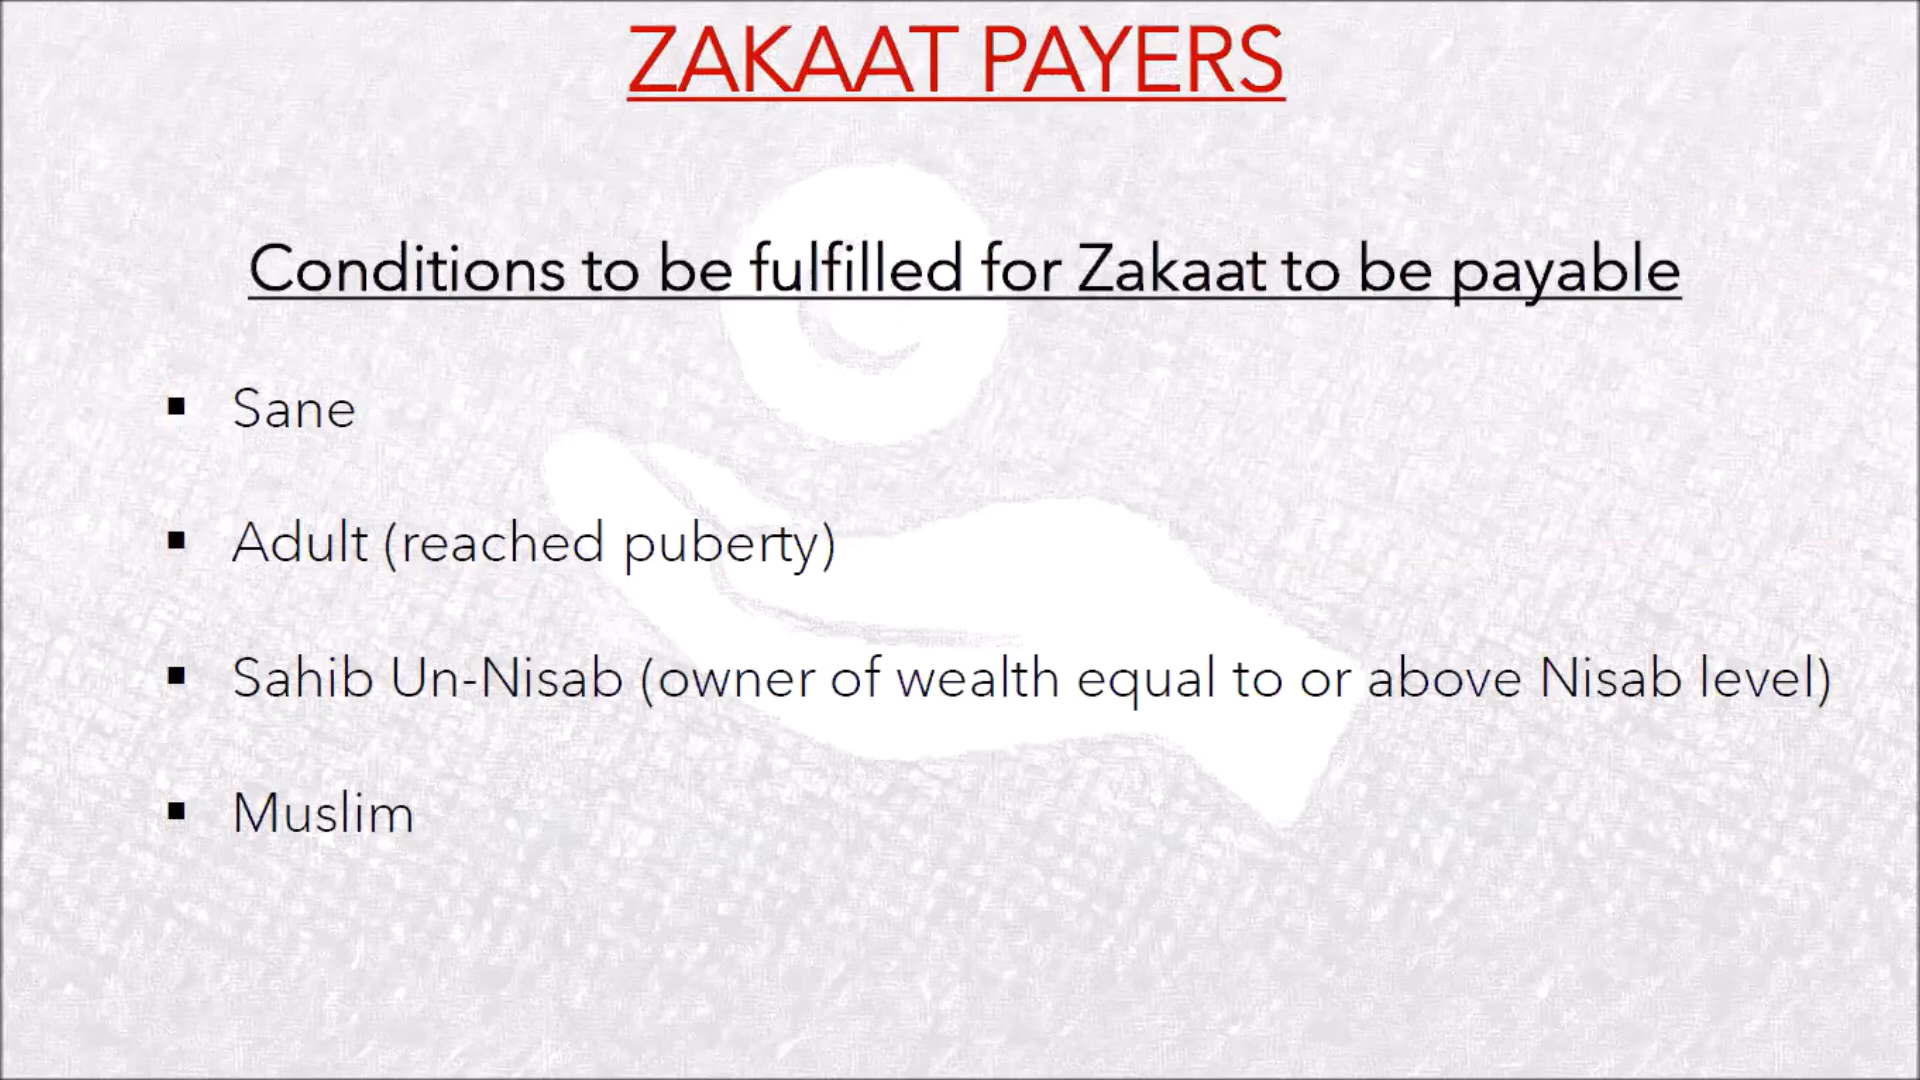 ZAKAAT PAYERS
Conditions to be fulfilled for Zakaat to be payable
▪ Sane
▪ Adult (reached puberty)
▪ Sahib Un-Nisab (owner of wealth equal to or above Nisab level)
▪ Muslim